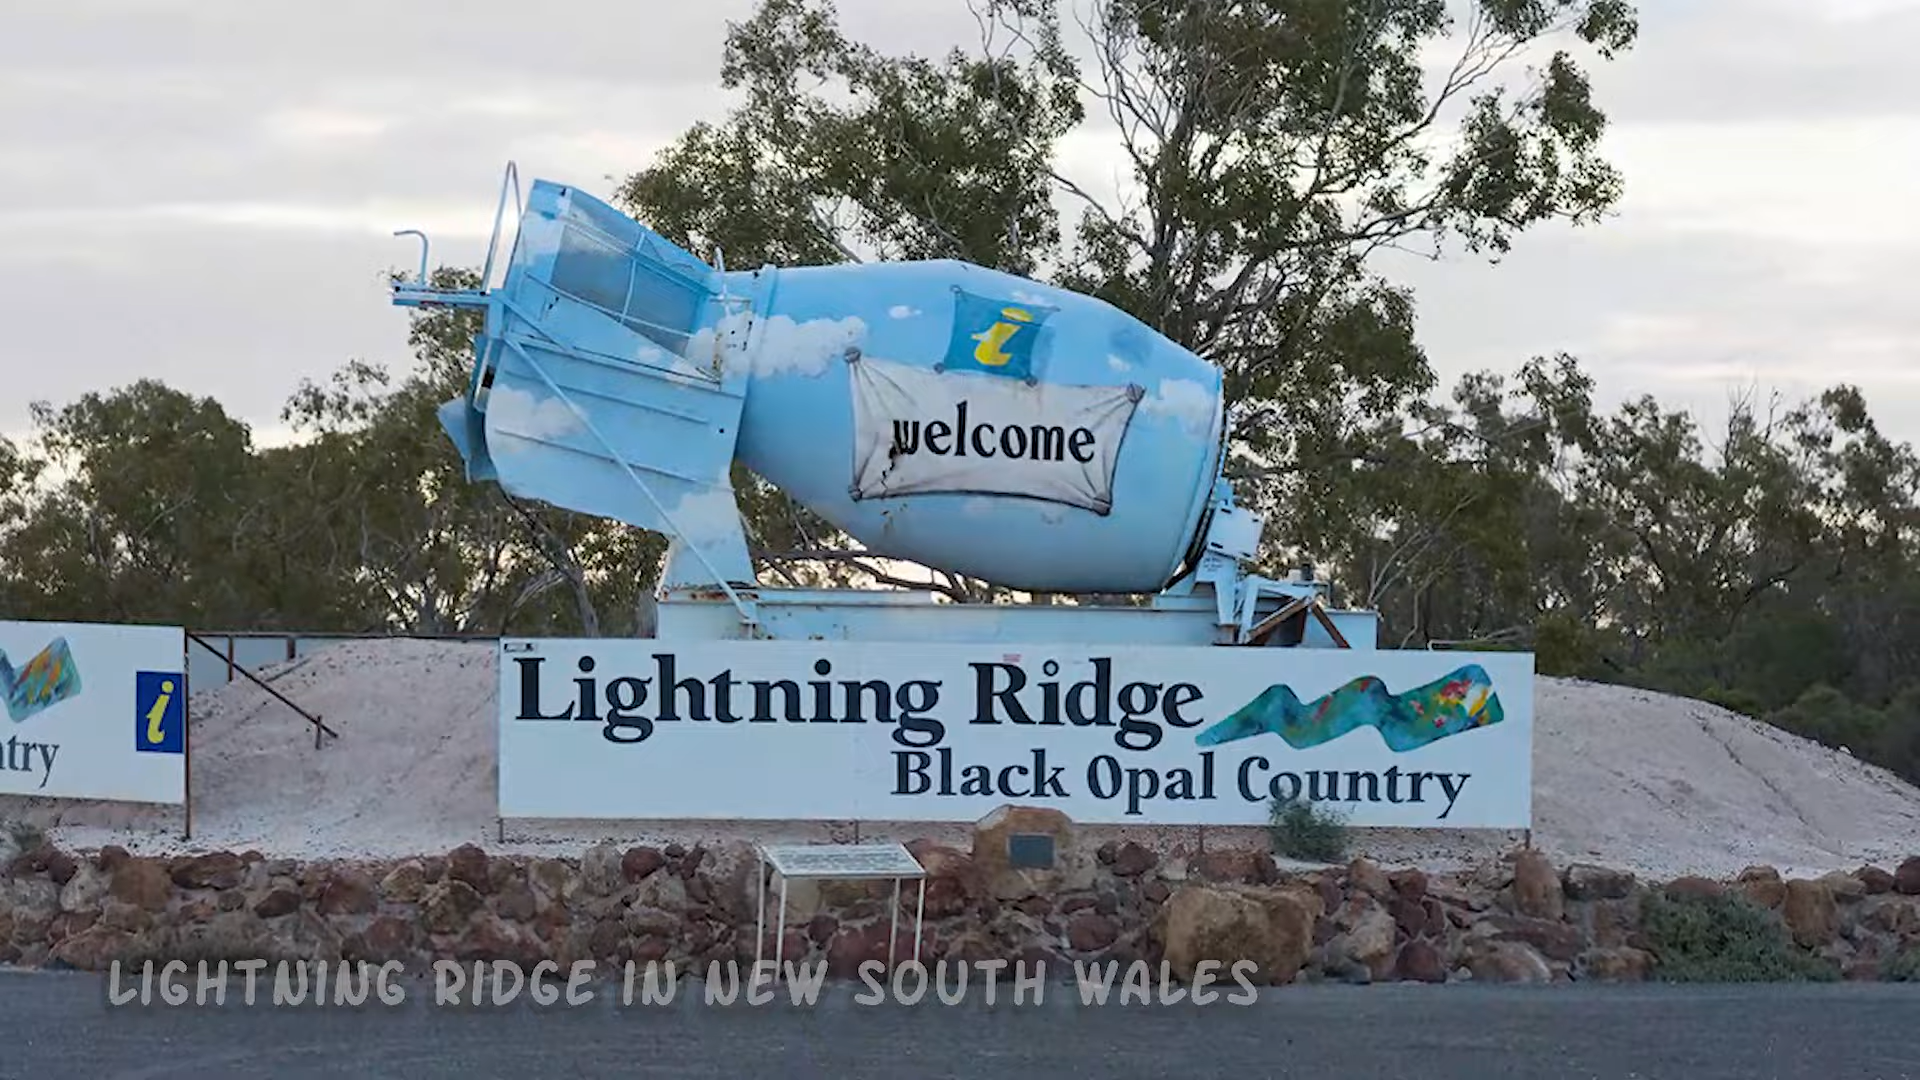 i
welcome
Lightning Ridge
Black Opal Country
ntry
i
LIGHTNING RIDGE IN NEW SOUTH WALES